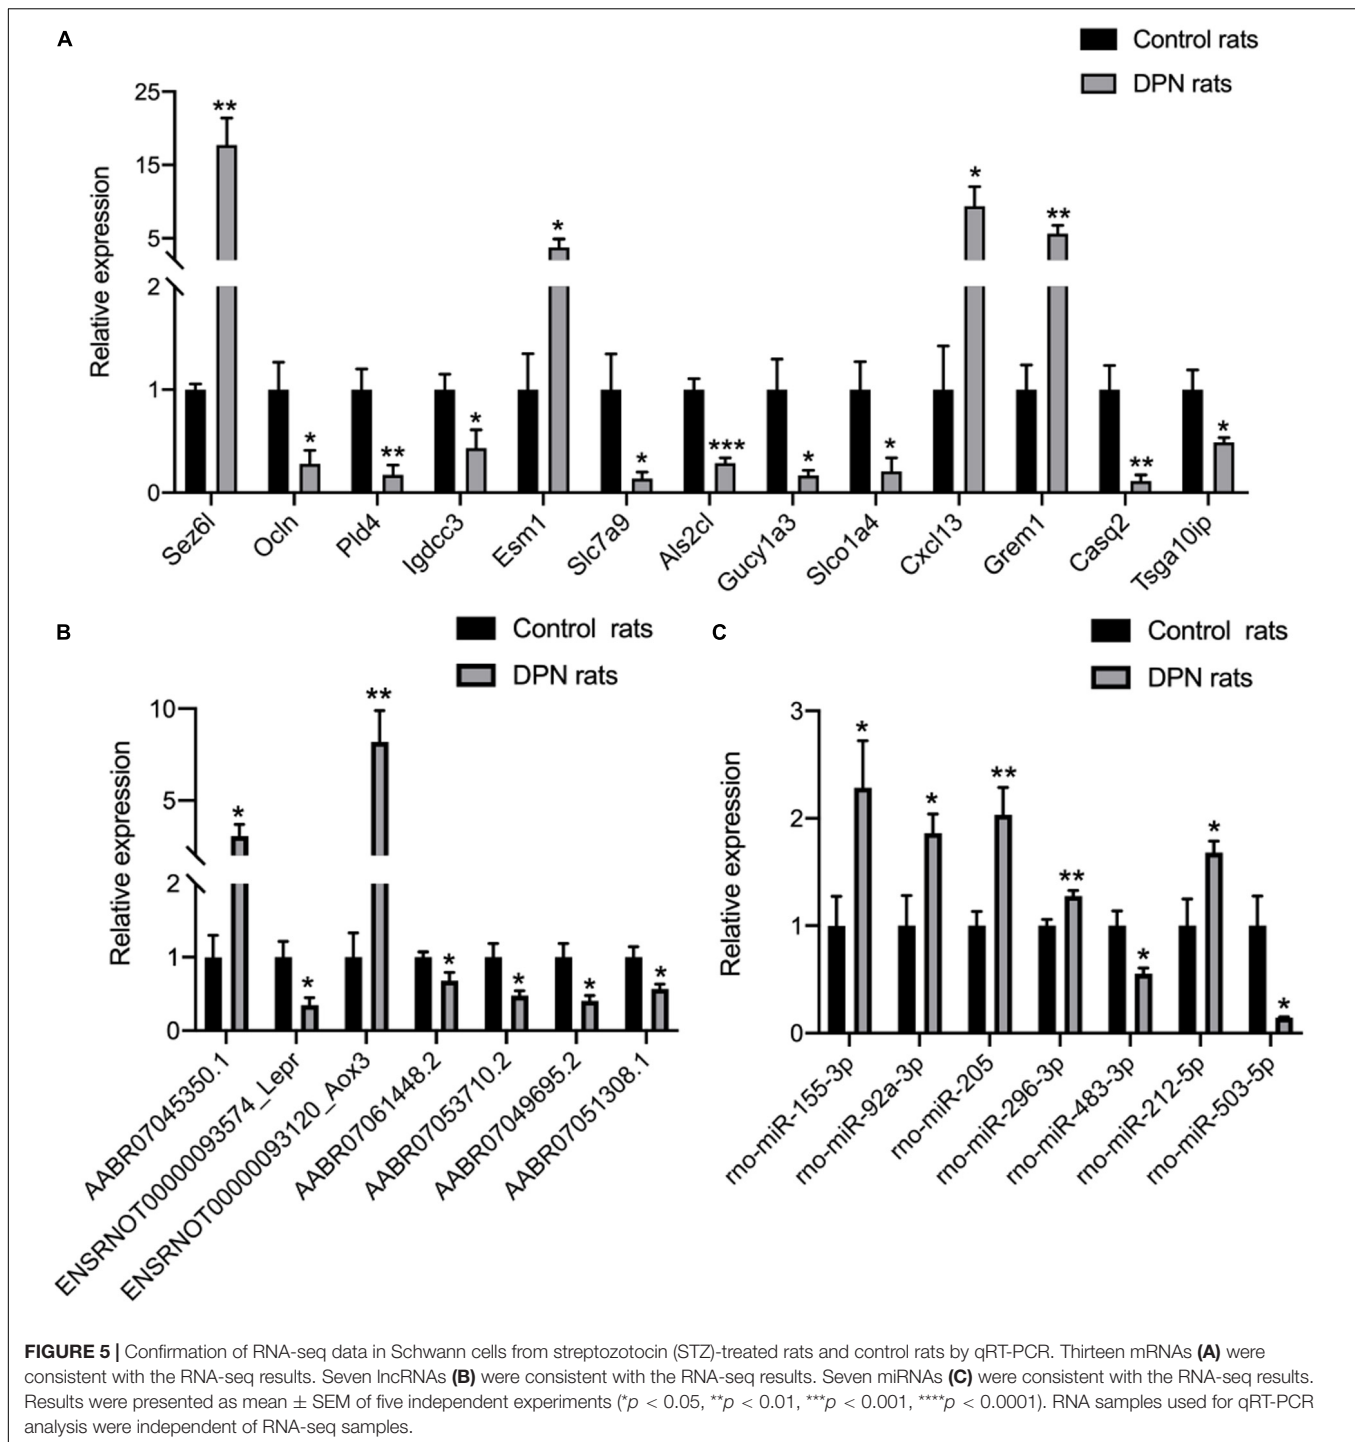 A
Control rats
DPN rats
Relative expression
25
15
5
2
1
0
**
*
**
*
*
*
***
*
*
*
**
**
*
Sez6l
Ocln
Pld4
Igdcc3
Esm1
Slc7a9
Als2cl
Gucy1a3
Slco1a4
Cxcl13
Grem1
Casq2
Tsga10ip
B
Control rats
DPN rats
Relative expression
10
5
2
1
0
*
*
**
*
*
*
*
AABR07045350.1
ENSRNOT00000093574_Lepr
ENSRNOT00000093120_Aox3
AABR07061448.2
AABR07053710.2
AABR07049695.2
AABR07051308.1
C
Control rats
DPN rats
Relative expression
3
2
1
0
*
*
**
**
*
*
*
rno-miR-155-3p
rno-miR-92a-3p
rno-miR-205
rno-miR-296-3p
rno-miR-483-3p
rno-miR-212-5p
rno-miR-503-5p
FIGURE 5 | Confirmation of RNA-seq data in Schwann cells from streptozotocin (STZ)-treated rats and control rats by qRT-PCR. Thirteen mRNAs (A) were
consistent with the RNA-seq results. Seven lncRNAs (B) were consistent with the RNA-seq results. Seven miRNAs (C) were consistent with the RNA-seq results.
Results were presented as mean ± SEM of five independent experiments (*p < 0.05, **p < 0.01, ***p < 0.001, ****p < 0.0001). RNA samples used for qRT-PCR
analysis were independent of RNA-seq samples.